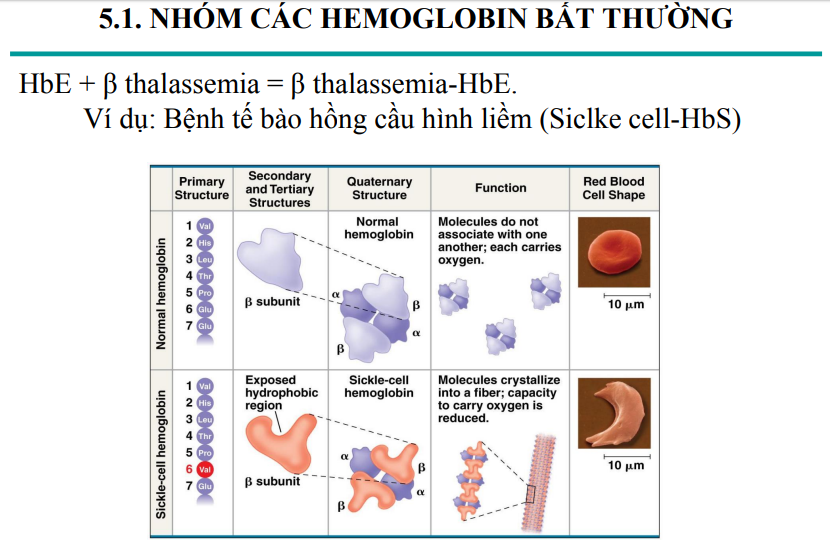 5.1. NHÓM CÁC HEMOGLOBIN BẤT THƯỜNG
HbE + β thalassemia = β thalassemia-HbE.
Ví dụ: Bệnh tế bào hồng cầu hình liềm (Siclke cell-HbS)
Primary
Structure
Secondary
and Tertiary
Structures
Quaternary
Structure
Function
Red Blood
Cell Shape
Normal hemoglobin
1 Val
2 His
3 Leu
4 Thr
5 Pro
6 Glu
7 Glu
β subunit
Normal
hemoglobin
α
β
α
β
Molecules do not
associate with one
another; each carries
oxygen.
10 μm
Sickle-cell hemoglobin
1 Val
2 His
3 Leu
4 Thr
5 Pro
6 Val
7 Glu
Exposed
hydrophobic
region
β subunit
Sickle-cell
hemoglobin
α
β
α
β
Molecules crystallize
into a fiber; capacity
to carry oxygen is
reduced.
10 μm